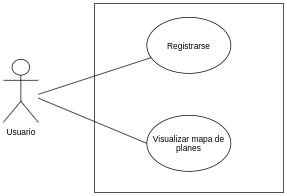 Registrarse
Usuario
Visualizar mapa de
planes